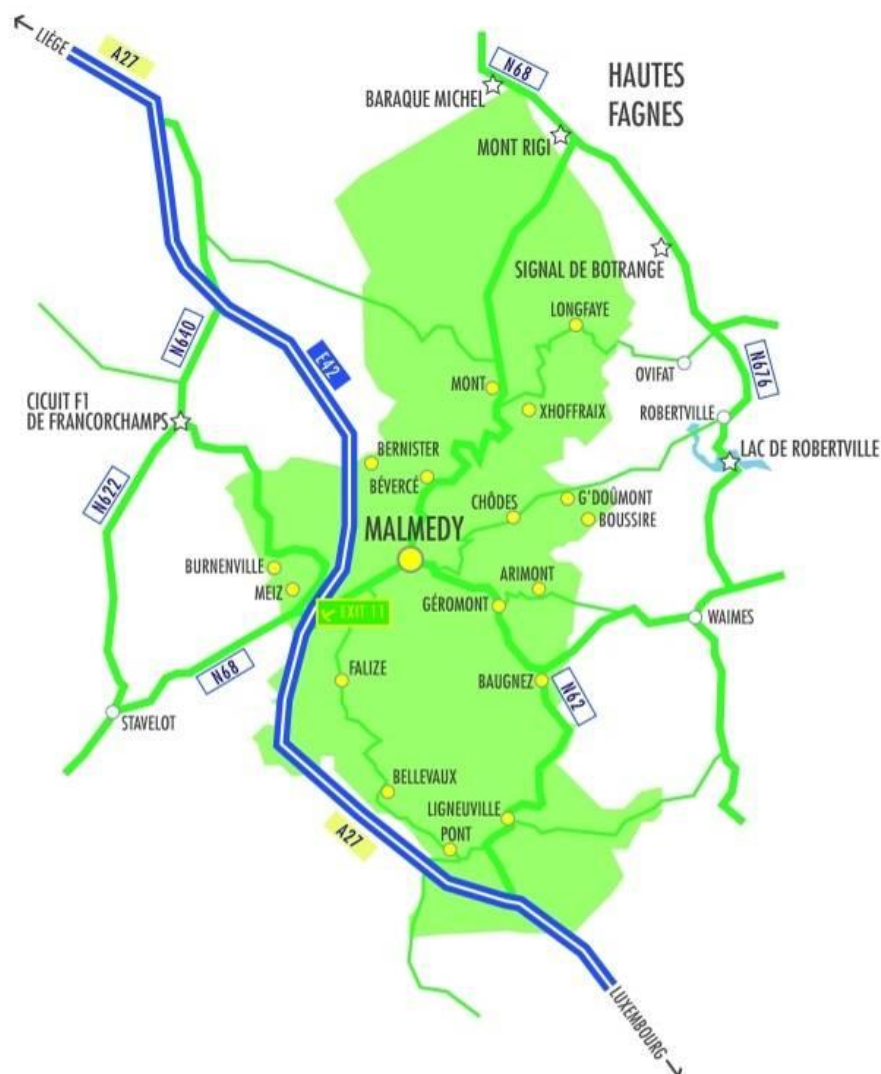 ← LIÈGE
A27
N68
HAUTES
FAGNES
BARAQUE MICHEL
MONT RIGI
SIGNAL DE BOTRANGE
LONGFAYE
N640
E42
OVIFAT
N676
MONT
XHOFFRAIX
ROBERTVILLE
CICUIT F1
DE FRANCORCHAMPS
BERNISTER
LAC DE ROBERTVILLE
BÉVERCÉ
N622
CHÔDES
G'DOÛMONT
BOUSSIRE
MALMEDY
BURNENVILLE
ARIMONT
MEIZ
GÉROMONT
EXIT 11
WAIMES
N68
FALIZE
BAUGNEZ
N62
STAVELOT
BELLEVAUX
LIGNEUVILLE
A27
PONT
LUXEMBOURG →